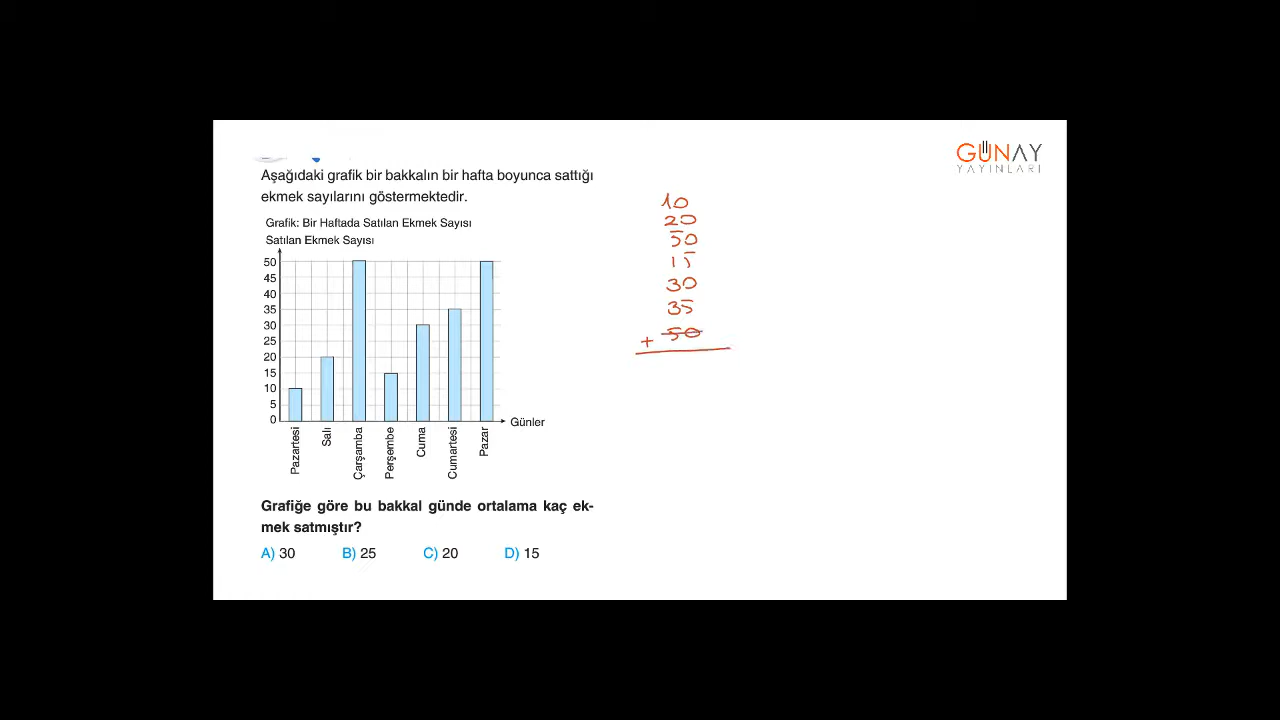 GÜNAY
YAYINLARI
Aşağıdaki grafik bir bakkalın bir hafta boyunca sattığı
ekmek sayılarını göstermektedir.
Grafik: Bir Haftada Satılan Ekmek Sayısı
Satılan Ekmek Sayısı
50
45
40
35
30
25
20
15
10
5
0
Günler
Pazartesi
Salı
Çarşamba
Perşembe
Cuma
Cumartesi
Pazar
Grafiğe göre bu bakkal günde ortalama kaç ek-
mek satmıştır?
A) 30 B) 25 C) 20 D) 15
10
20
50
15
30
35
+ 50